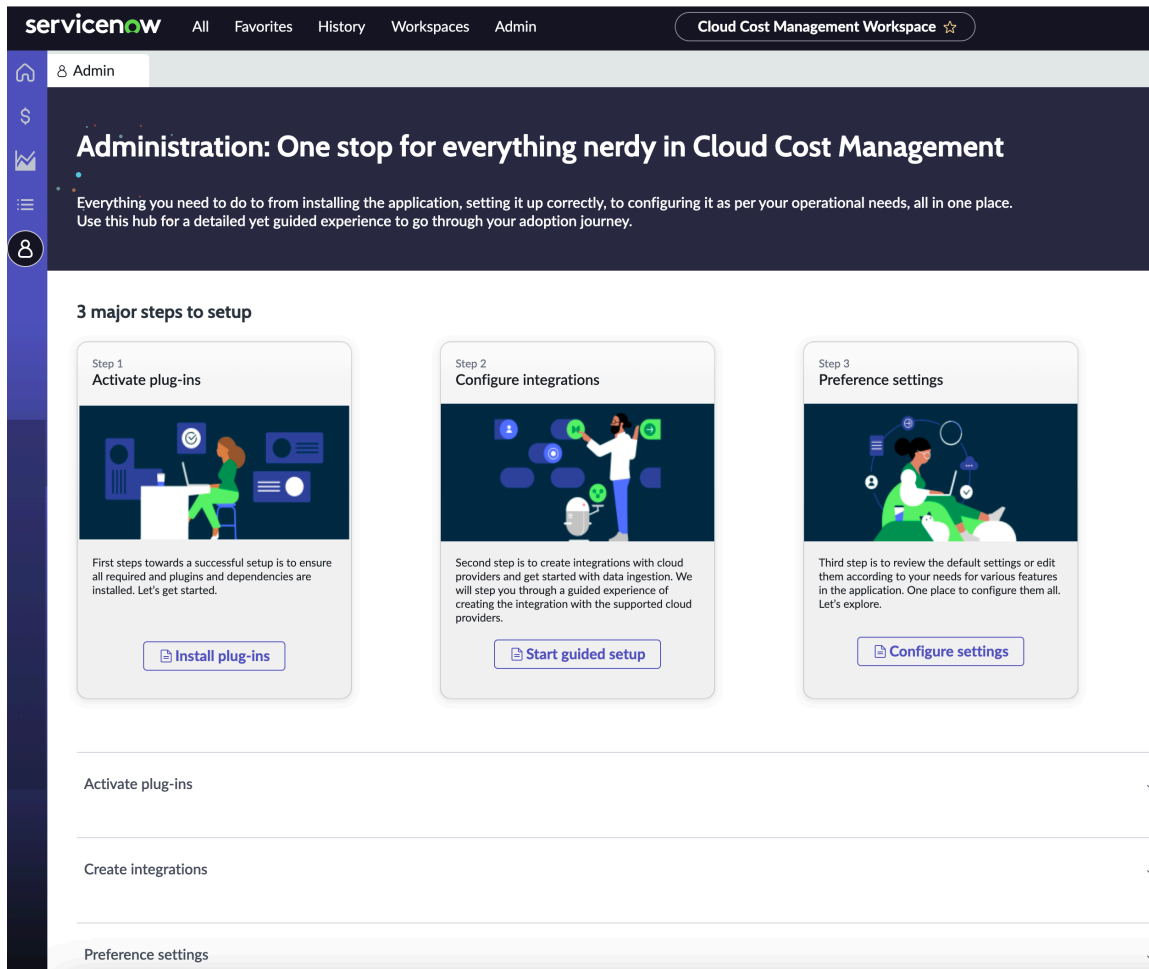 servicenow All Favorites History Workspaces Admin Cloud Cost Management Workspace
Admin
Administration: One stop for everything nerdy in Cloud Cost Management
Everything you need to do to from installing the application, setting it up correctly, to configuring it as per your operational needs, all in one place.
Use this hub for a detailed yet guided experience to go through your adoption journey.
3 major steps to setup
Step 1
Activate plug-ins
First steps towards a successful setup is to ensure
all required and plugins and dependencies are
installed. Let's get started.
Install plug-ins
Step 2
Configure integrations
Second step is to create integrations with cloud
providers and get started with data ingestion. We
will step you through a guided experience of
creating the integration with the supported cloud
providers.
Start guided setup
Step 3
Preference settings
Third step is to review the default settings or edit
them according to your needs for various features
in the application. One place to configure them all.
Let's explore.
Configure settings
Activate plug-ins
Create integrations
Preference settings